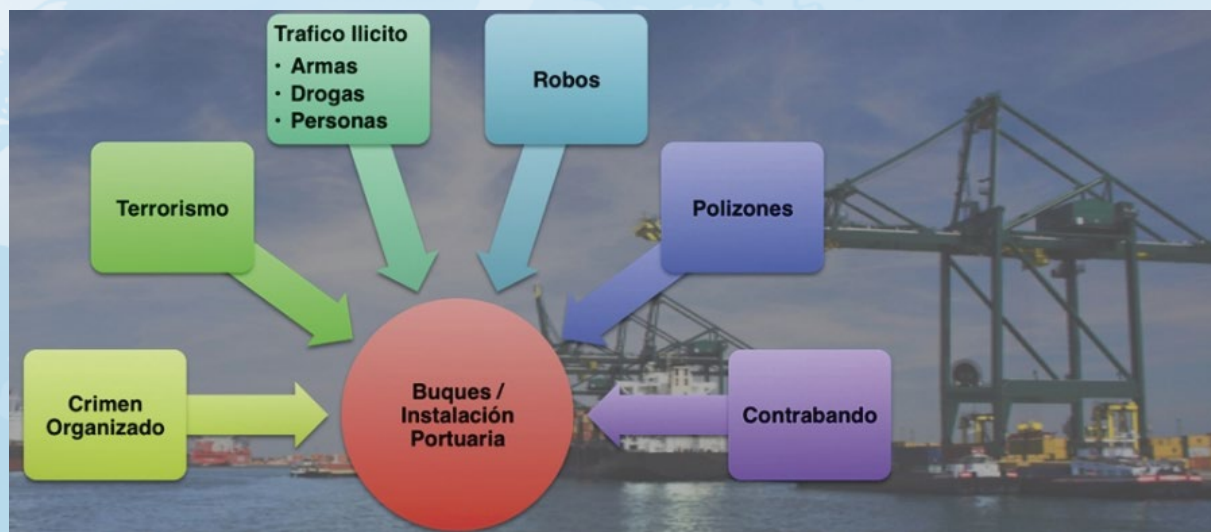 Trafico Ilicito
· Armas
· Drogas
· Personas
Robos
Terrorismo
Polizones
Crimen
Organizado
Buques /
Instalación
Portuaria
Contrabando